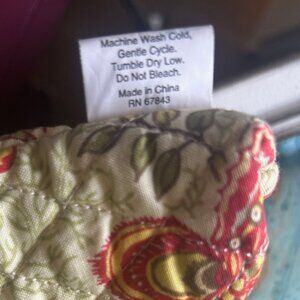 Machine Wash Cold,
Gentle Cycle.
Tumble Dry Low.
Do Not Bleach.
Made in China
RN 67843